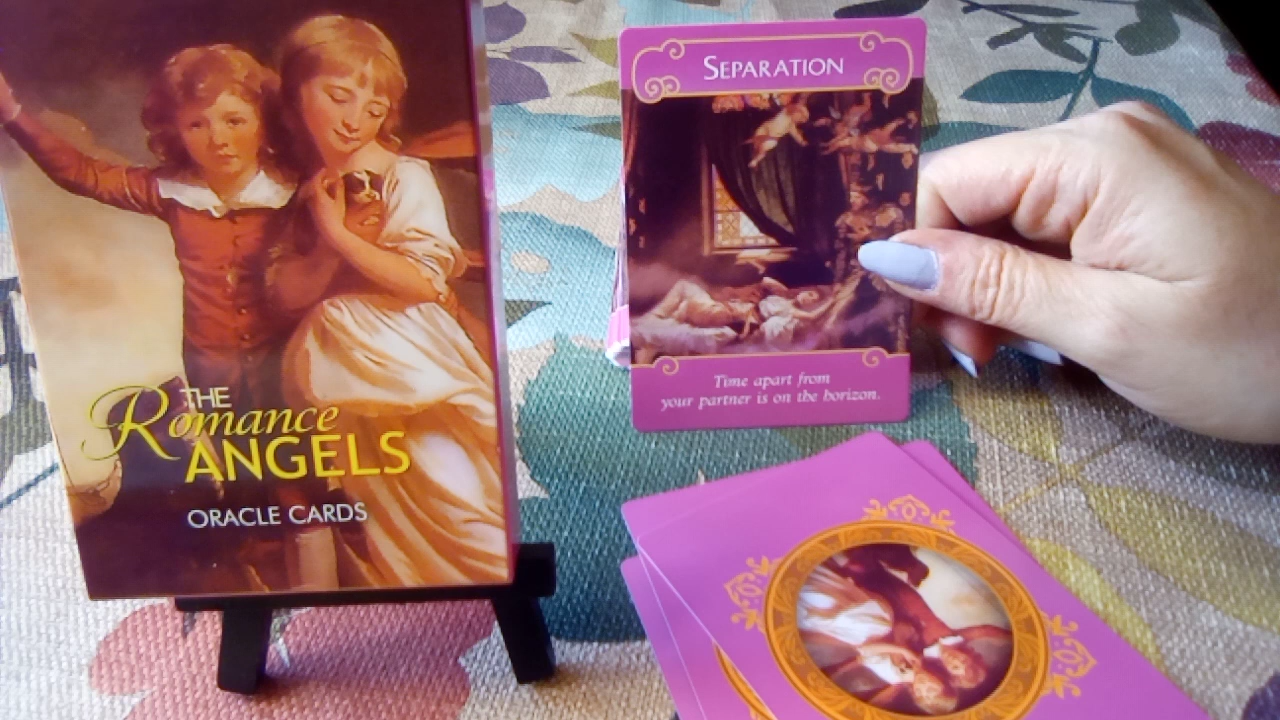 THE
Romance
ANGELS
ORACLE CARDS
SEPARATION
Time apart from
your partner is on the horizon.